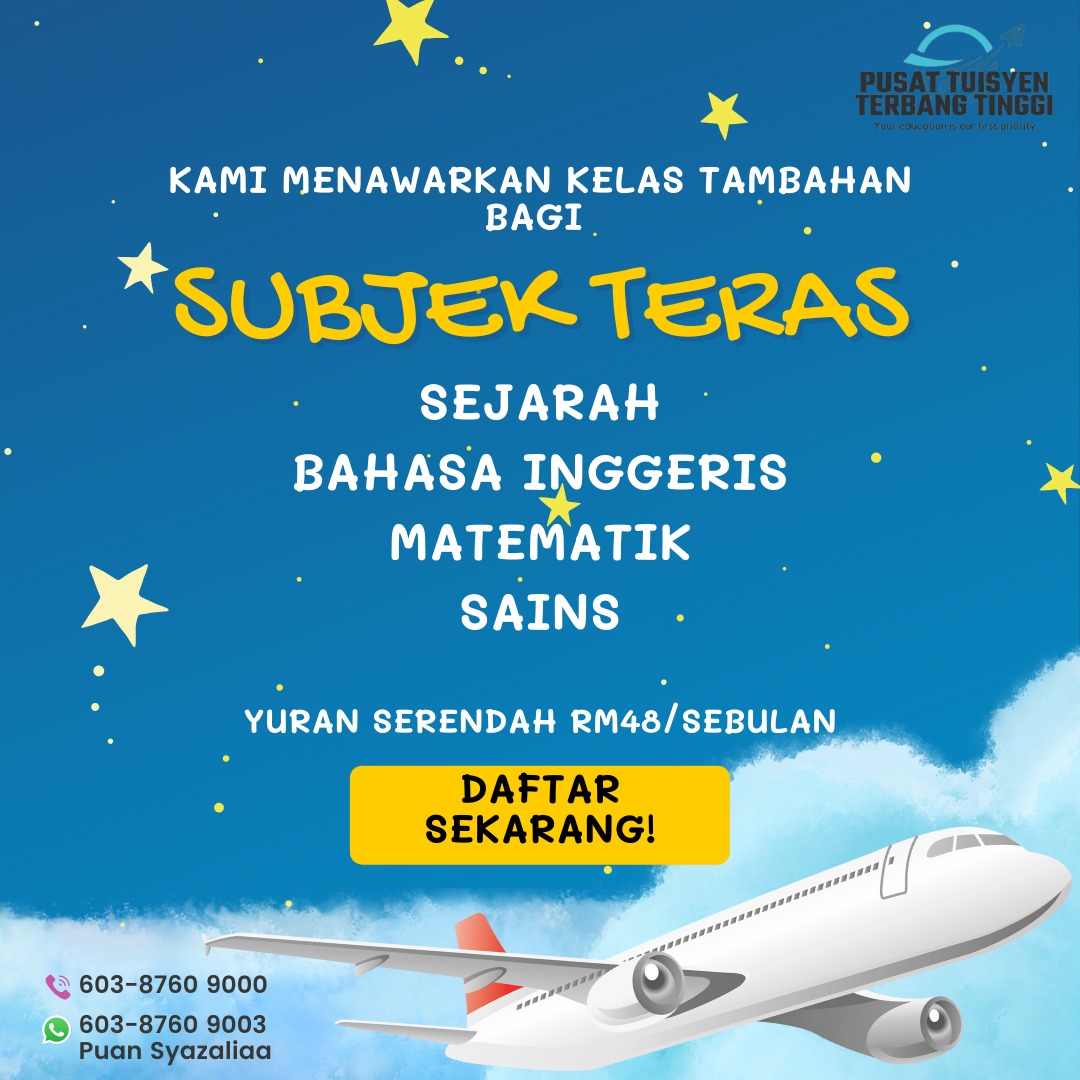 PUSAT TUISYEN
TERBANG TINGGI
Your education is our first priority.
KAMI MENAWARKAN KELAS TAMBAHAN
BAGI
SUBJEK TERAS
SEJARAH
BAHASA INGGERIS
MATEMATIK
SAINS
YURAN SERENDAH RM48/SEBULAN
DAFTAR
SEKARANG!
603-8760 9000
603-8760 9003
Puan Syazaliaa